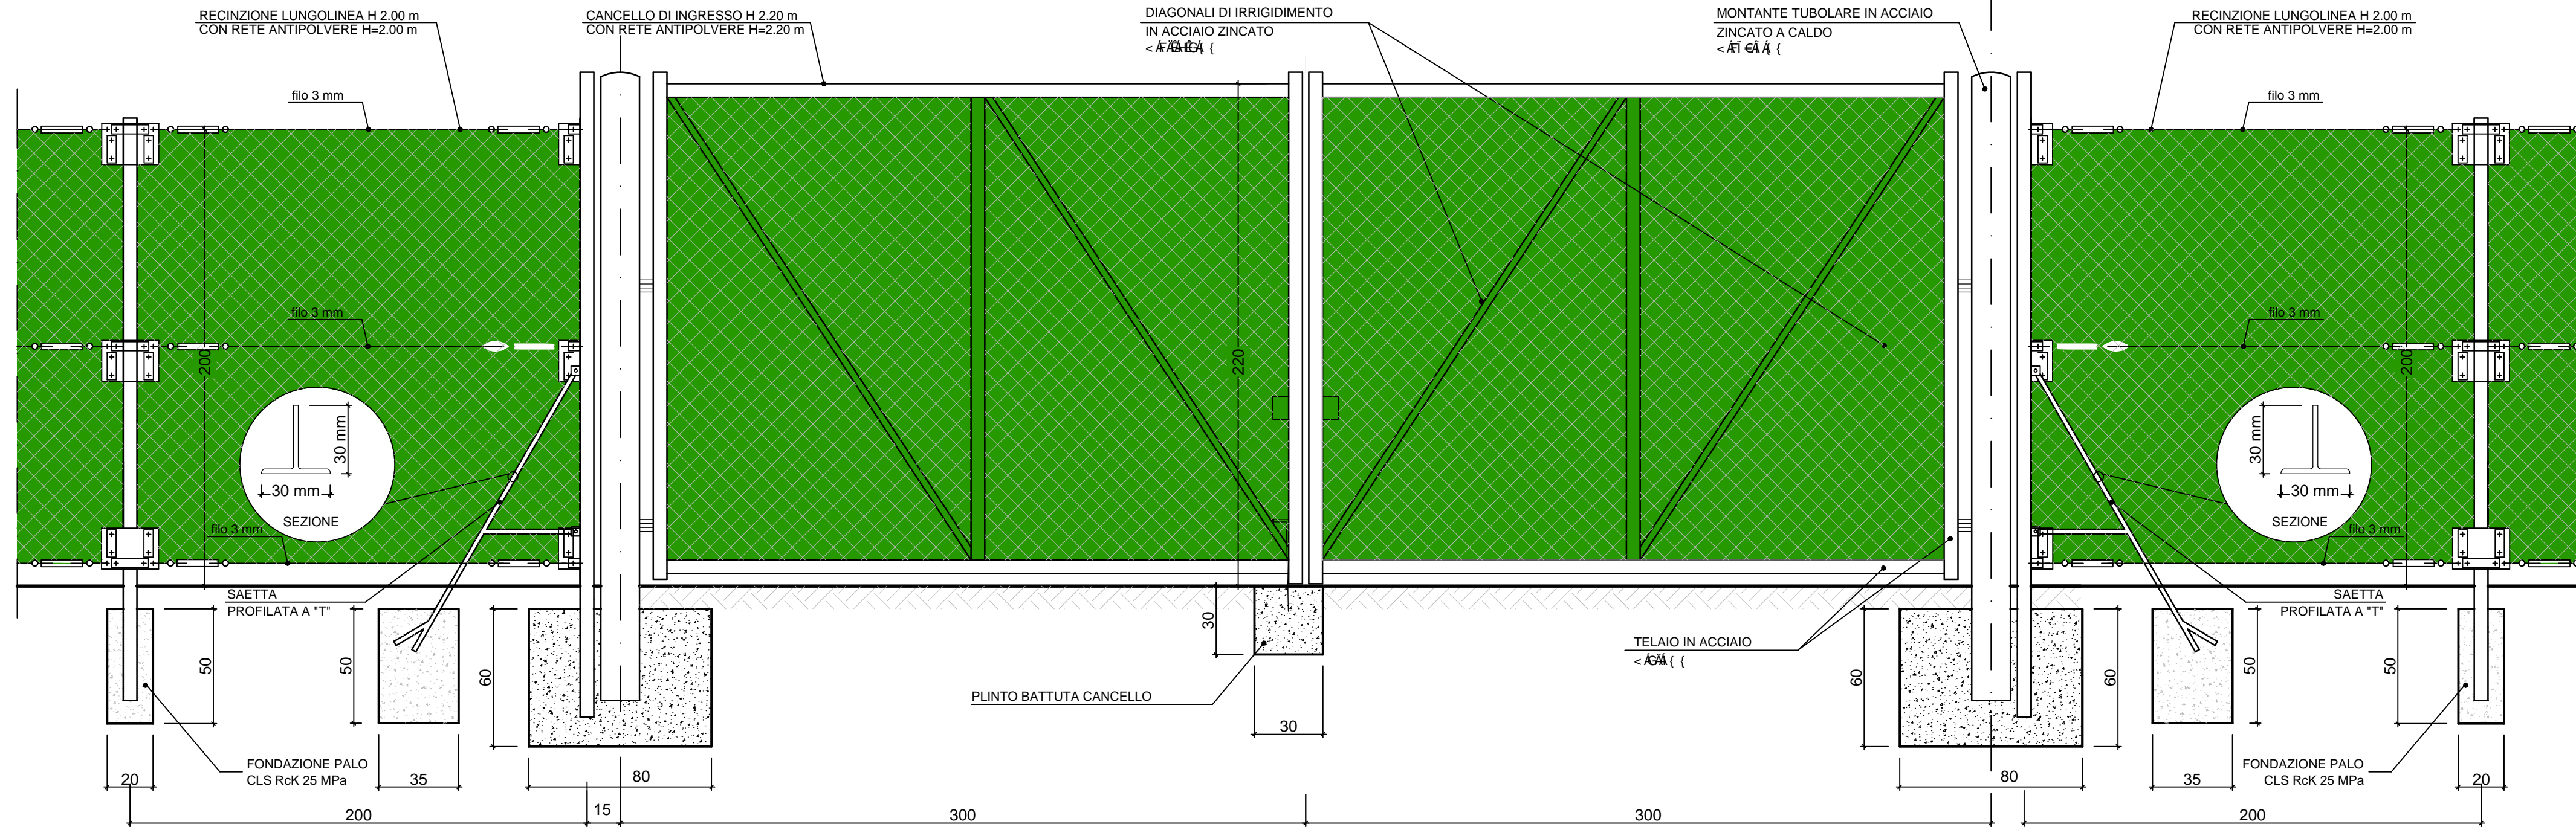 RECINZIONE LUNGOLINEA H 2.00 m
CON RETE ANTIPOLVERE H=2.00 m
CANCELLO DI INGRESSO H 2.20 m
CON RETE ANTIPOLVERE H=2.20 m
DIAGONALI DI IRRIGIDIMENTO
IN ACCIAIO ZINCATO
MONTANTE TUBOLARE IN ACCIAIO
ZINCATO A CALDO
RECINZIONE LUNGOLINEA H 2.00 m
CON RETE ANTIPOLVERE H=2.00 m
filo 3 mm
filo 3 mm
filo 3 mm
filo 3 mm
200
220
200
30 mm
30 mm
SEZIONE
30 mm
30 mm
SEZIONE
filo 3 mm
filo 3 mm
SAETTA
PROFILATA A "T"
SAETTA
PROFILATA A "T"
30
TELAIO IN ACCIAIO
50
50
60
60
60
50
50
PLINTO BATTUTA CANCELLO
30
FONDAZIONE PALO
CLS RcK 25 MPa
FONDAZIONE PALO
CLS RcK 25 MPa
20
35
80
80
35
20
200
15
300
300
200